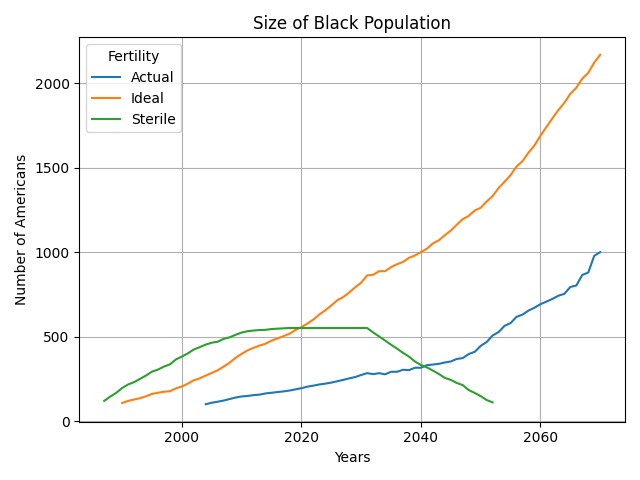 Size of Black Population
Fertility
Actual
Ideal
Sterile
Number of Americans
2000
1500
1000
500
0
2000
2020
2040
2060
Years